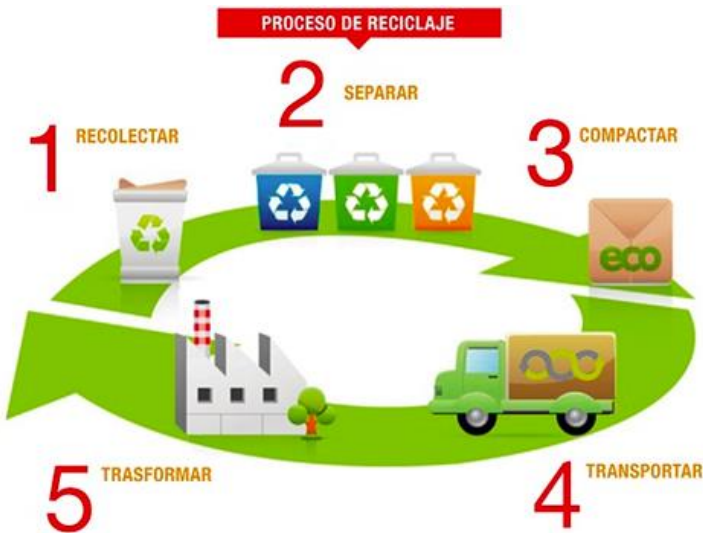 PROCESO DE RECICLAJE
1 RECOLECTAR
2 SEPARAR
3 COMPACTAR
eco
4 TRANSPORTAR
5 TRASFORMAR